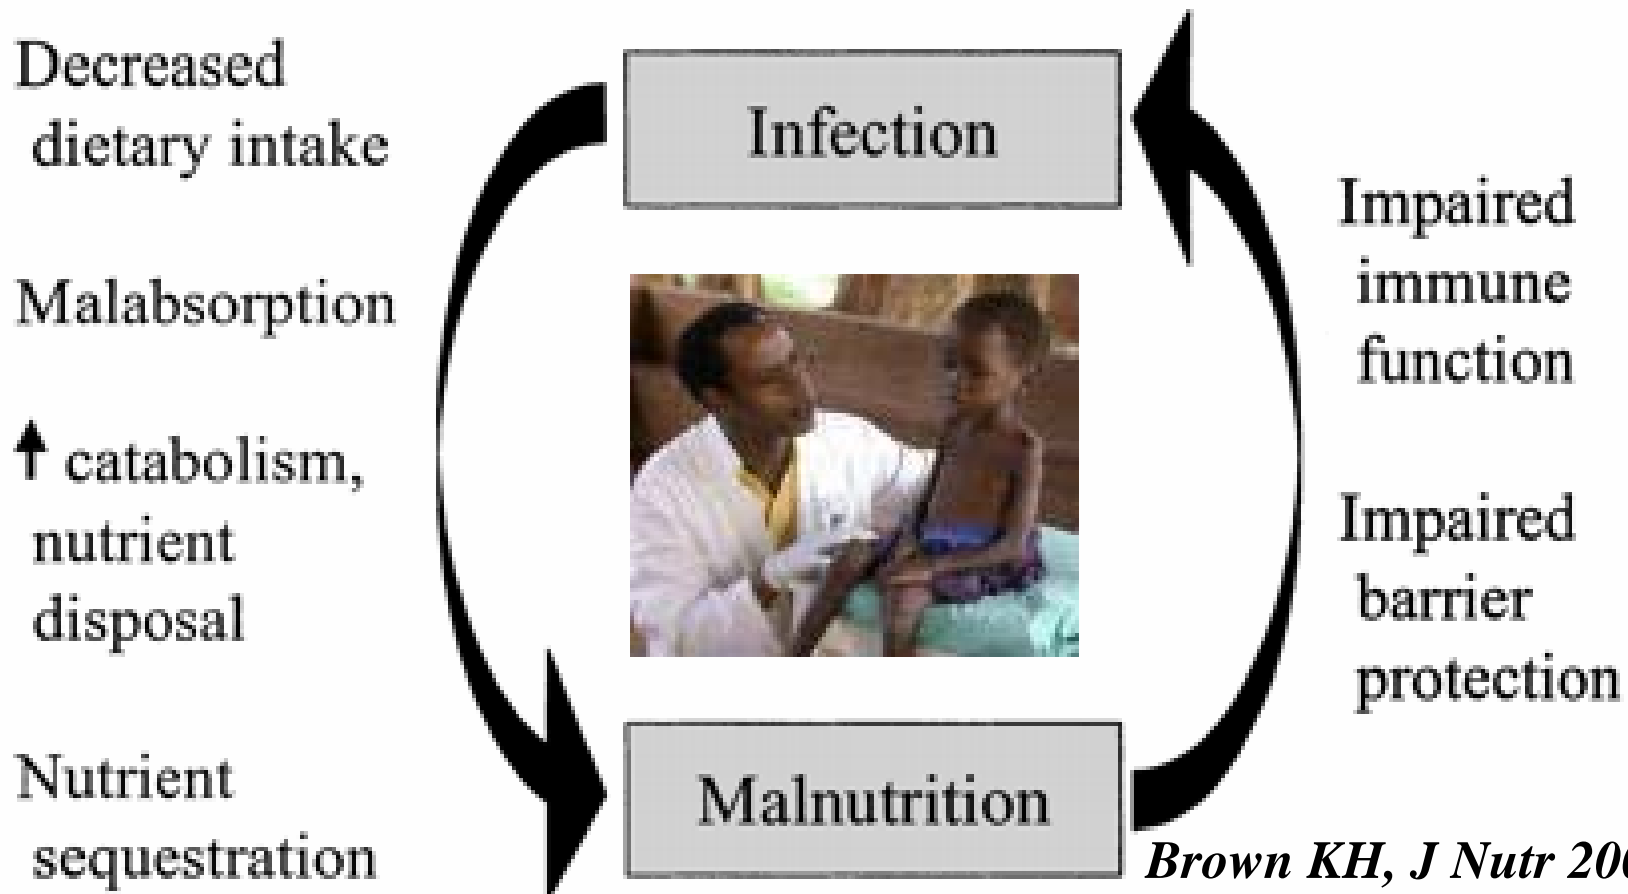 Decreased
dietary intake
Malabsorption
↑ catabolism,
nutrient
disposal
Nutrient
sequestration
Infection
Malnutrition
Impaired
immune
function
Impaired
barrier
protection
Brown KH, J Nutr